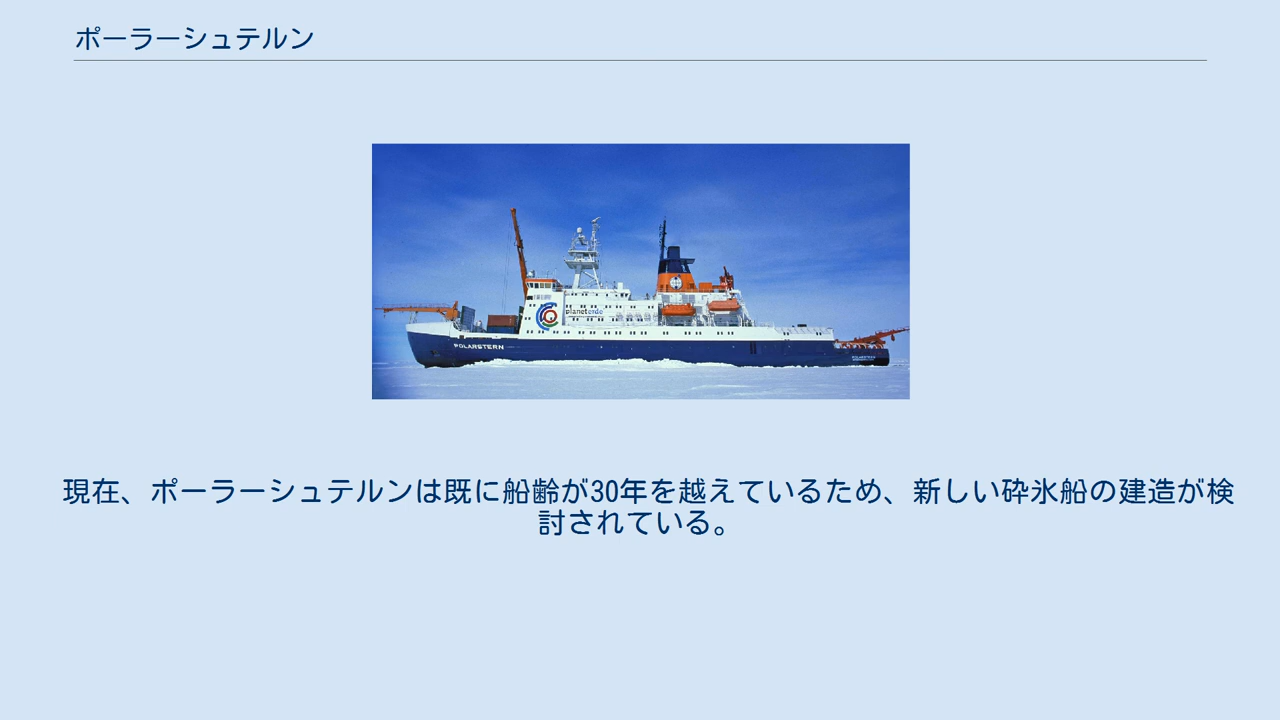 ポーラーシュテルン
planeterde
POLARSTERN
POLARSTERN
現在、ポーラーシュテルンは既に船齢が30年を越えているため、新しい砕氷船の建造が検
討されている。